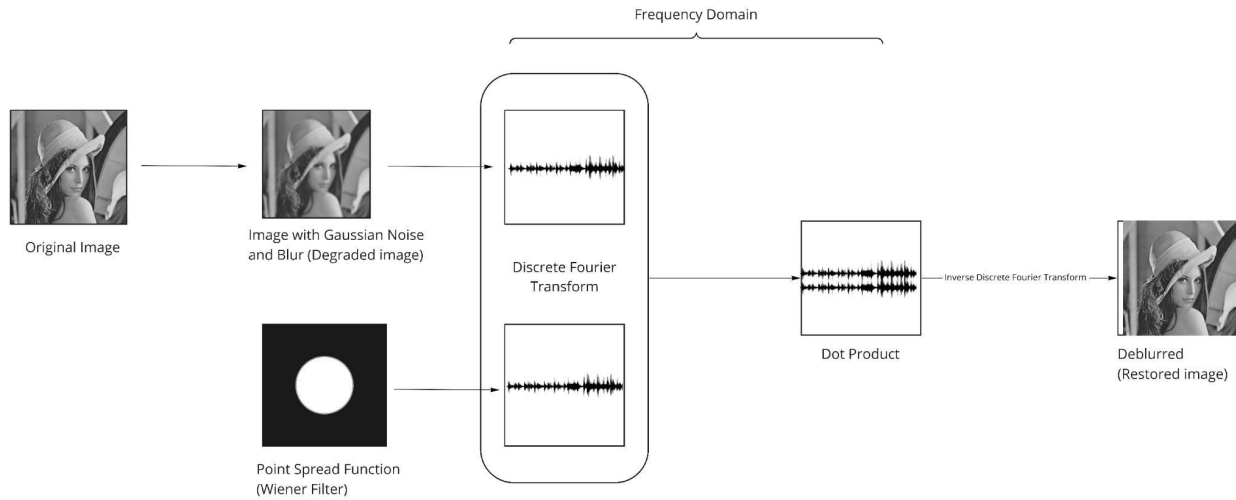 Frequency Domain
Original Image
Image with Gaussian Noise
and Blur (Degraded image)
Discrete Fourier
Transform
Inverse Discrete Fourier Transform
Dot Product
Deblurred
(Restored image)
Point Spread Function
(Wiener Filter)